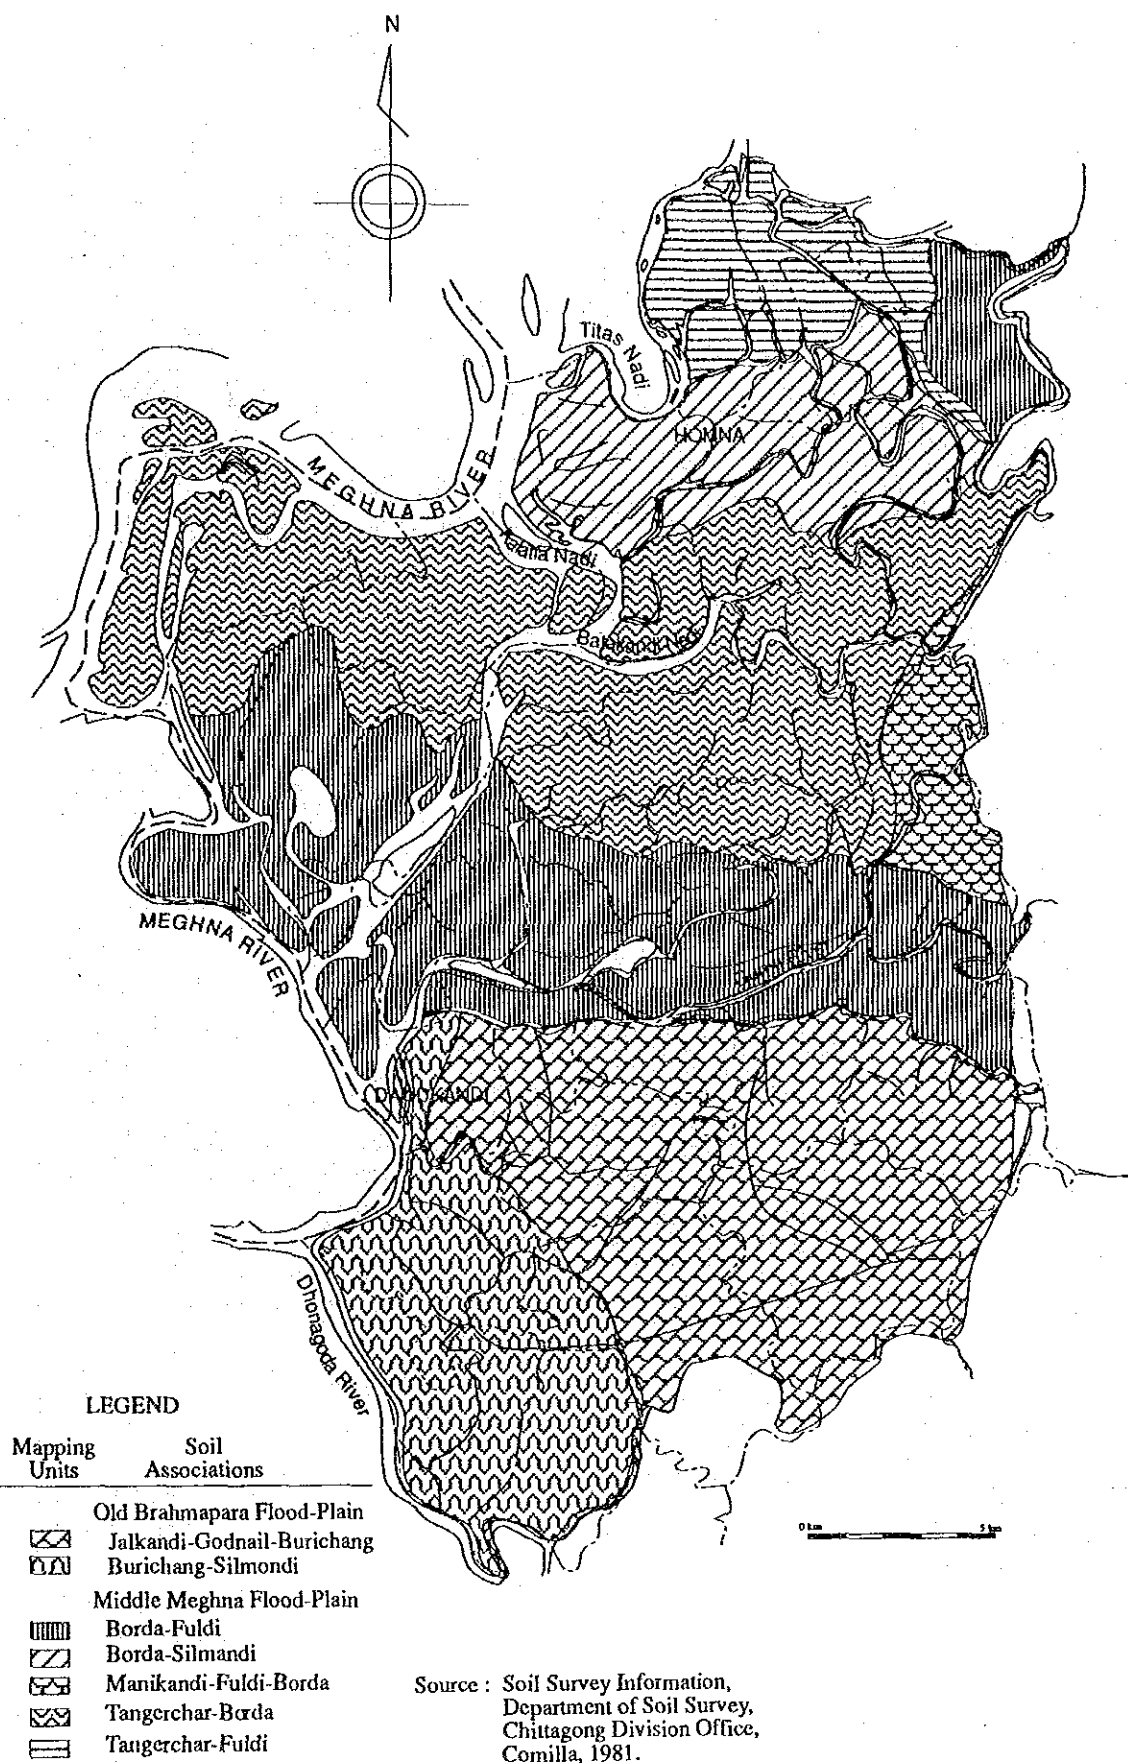 N
Titas Nadi
HOMNA
MEGHNA RIVER
Nadi
MEGHNA RIVER
Dhonagoda River
LEGEND
Mapping Units
Soil Associations
Old Brahmapara Flood-Plain
Jalkandi-Godnail-Burichang
Burichang-Silmondi
Middle Meghna Flood-Plain
Borda-Fuldi
Borda-Silmandi
Manikandi-Fuldi-Borda
Tangerchar-Borda
Tangerchar-Fuldi
0 km 5 km
Source : Soil Survey Information,
Department of Soil Survey,
Chittagong Division Office,
Comilla, 1981.